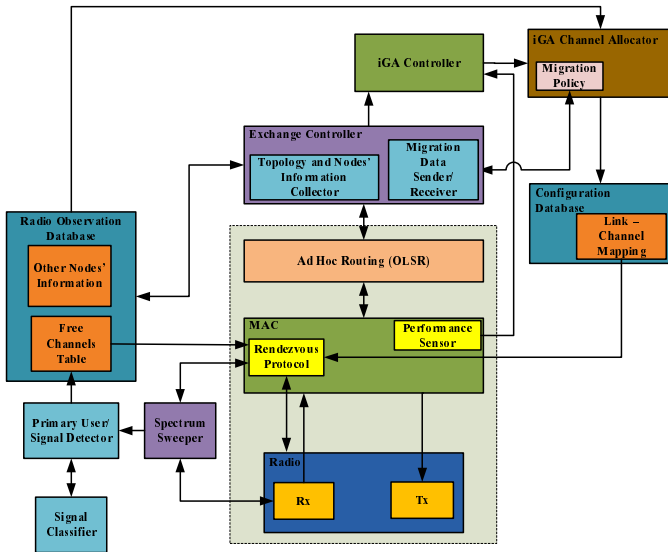 iGA Channel Allocator
Migration
Policy
iGA Controller
Exchange Controller
Topology and Nodes'
Information
Collector
Migration
Data
Sender/
Receiver
Configuration
Database
Link –
Channel
Mapping
Radio Observation
Database
Other Nodes'
Information
Free
Channels
Table
Ad Hoc Routing (OLSR)
MAC
Performance
Sensor
Rendezvous
Protocol
Primary User/
Signal Detector
Spectrum
Sweeper
Radio
Rx
Tx
Signal
Classifier